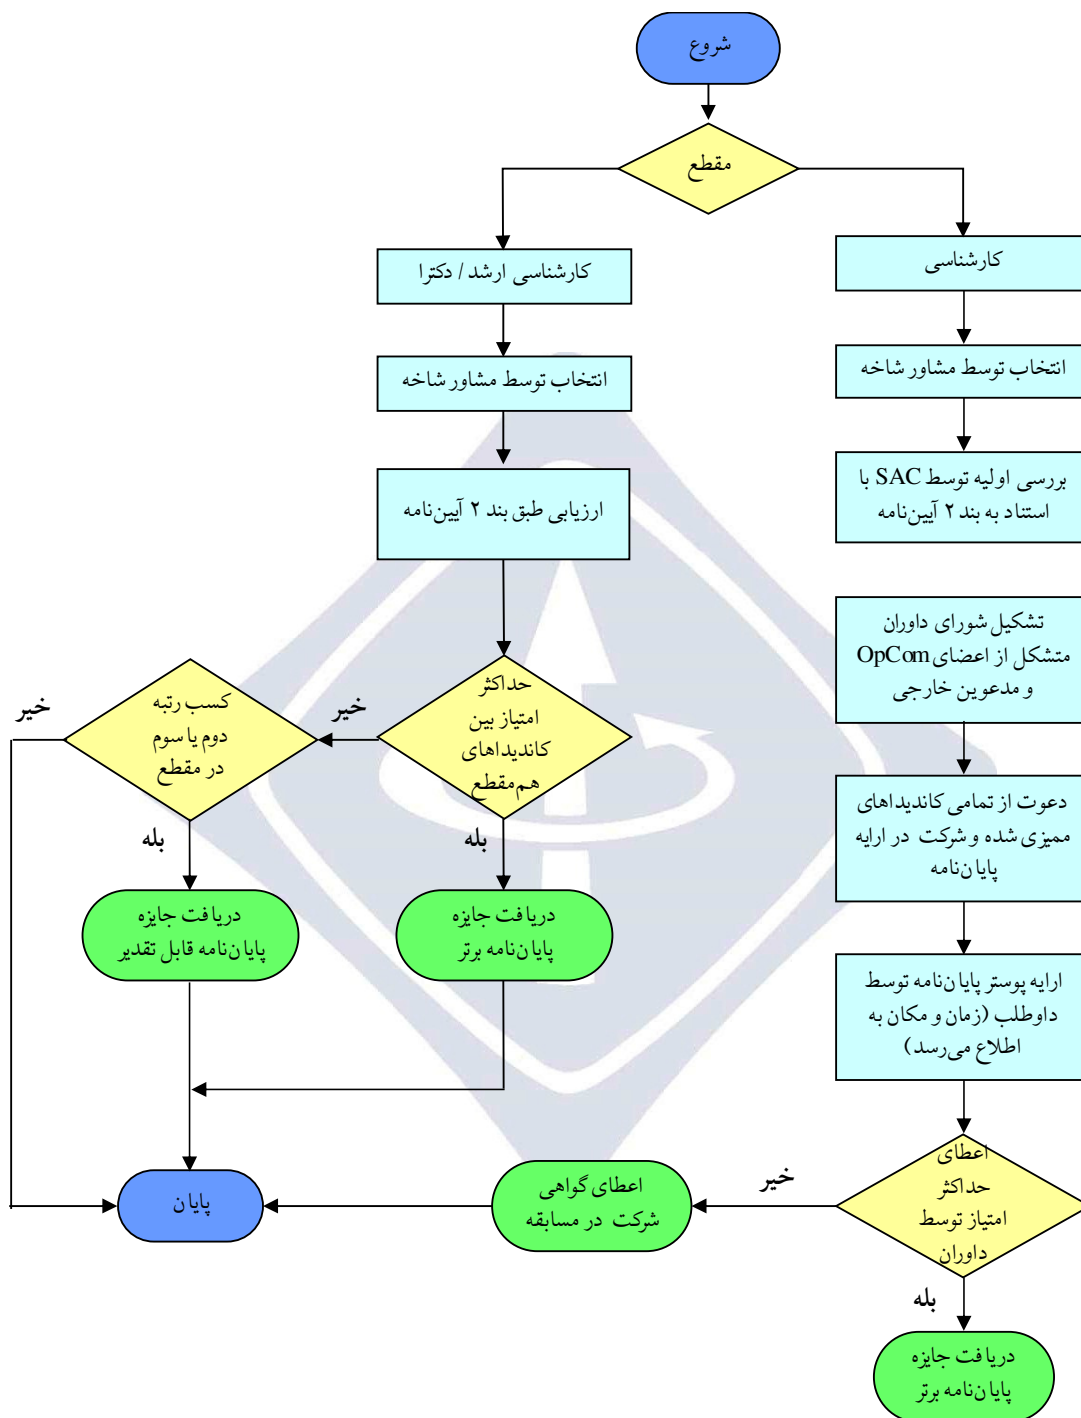 شروع
مقطع
کارشناسی
کارشناسی ارشد / دکترا
انتخاب توسط مشاور شاخه
انتخاب توسط مشاور شاخه
بررسی اولیه توسط SAC با
استناد به بند ۲ آیین‌نامه
ارزیابی طبق بند ۲ آیین‌نامه
تشکیل شورای داوران
متشکل از اعضای OpCom
و مدعوین خارجی
حداکثر
امتیاز بین
کاندیداهای
هم‌مقطع
خیر
کسب رتبه
دوم یا سوم
در مقطع
خیر
دعوت از تمامی کاندیداهای
ممیزی شده و شرکت در ارایه
پایان‌نامه
بله
بله
دریافت جایزه
پایان‌نامه برتر
دریافت جایزه
پایان‌نامه قابل تقدیر
ارایه پوستر پایان‌نامه توسط
داوطلب (زمان و مکان به
اطلاع می‌رسد)
اعطای
حداکثر
امتیاز توسط
داوران
خیر
اعطای گواهی
شرکت در مسابقه
پایان
بله
دریافت جایزه
پایان‌نامه برتر